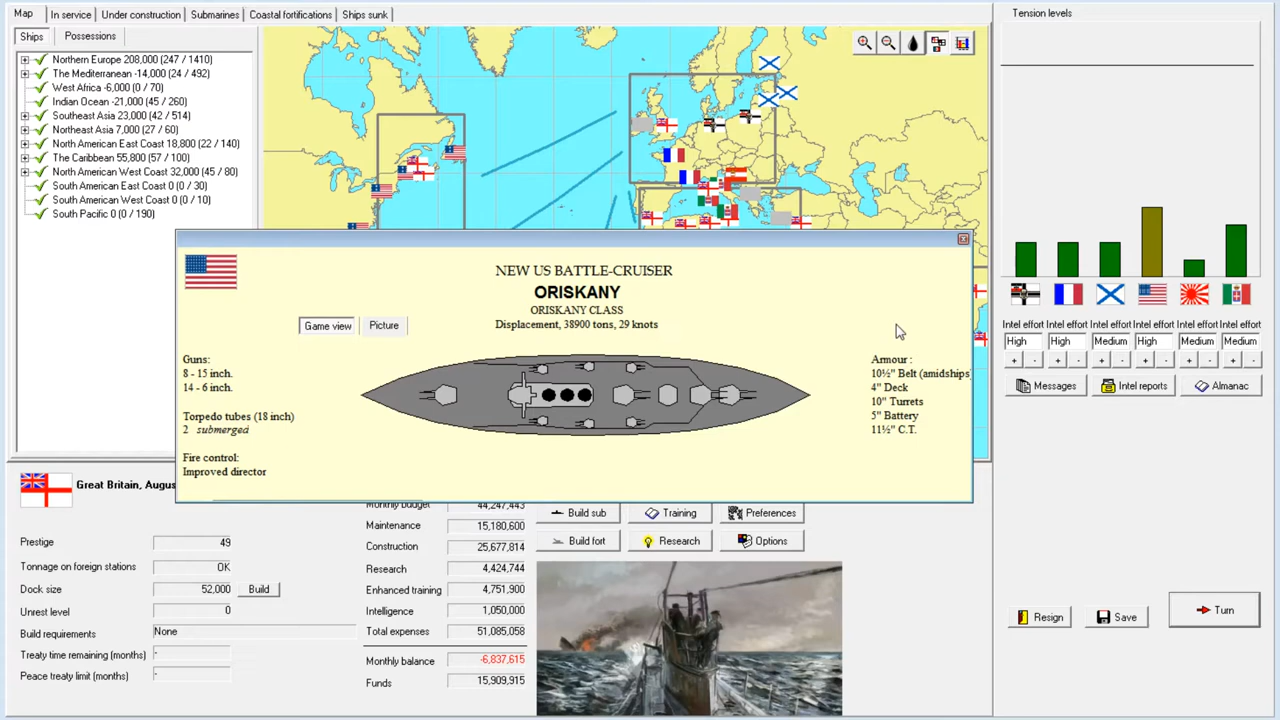 Map
In service
Under construction
Submarines
Coastal fortifications
Ships sunk
Ships
Possessions
Northern Europe 208,000 (247 / 1410)
The Mediterranean -14,000 (24 / 492)
West Africa -6,000 (0 / 70)
Indian Ocean -21,000 (45 / 260)
Southeast Asia 23,000 (42 / 514)
Northeast Asia 7,000 (27 / 60)
North American East Coast 18,800 (22 / 140)
The Caribbean 55,800 (57 / 100)
North American West Coast 32,000 (45 / 80)
South American East Coast 0 (0 / 30)
South American West Coast 0 (0 / 10)
South Pacific 0 (0 / 190)
Tension levels
Intel effort Intel effort Intel effort Intel effort Intel effort Intel effort
High High Medium High Medium Medium
+ - + - + - + - + - + -
Messages
Intel reports
Almanac
NEW US BATTLE-CRUISER
ORISKANY
ORISKANY CLASS
Displacement, 38900 tons, 29 knots
Game view
Picture
Guns:
8 - 15 inch.
14 - 6 inch.
Torpedo tubes (18 inch)
2 submerged
Fire control:
Improved director
Armour :
10½" Belt (amidships)
4" Deck
10" Turrets
5" Battery
11½" C.T.
Great Britain, Augus
Prestige 49
Tonnage on foreign stations OK
Dock size 52,000 Build
Unrest level 0
Build requirements None
Treaty time remaining (months) -
Peace treaty limit (months) -
Monthly budget 44,247,443
Maintenance 15,180,600
Construction 25,677,814
Research 4,424,744
Enhanced training 4,751,900
Intelligence 1,050,000
Total expenses 51,085,058
Monthly balance -6,837,615
Funds 15,909,915
Build sub
Training
Preferences
Build fort
Research
Options
Resign
Save
Turn